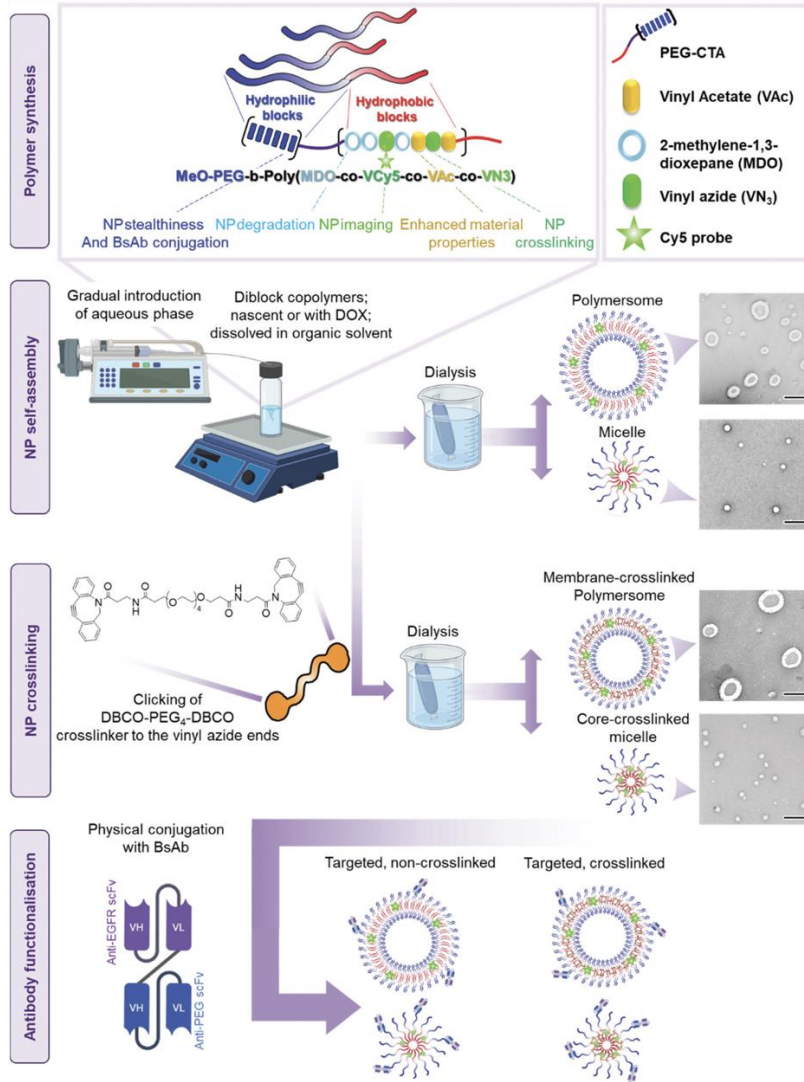 Polymer synthesis
Hydrophilic
blocks
Hydrophobic
blocks
MeO-PEG-b-Poly(MDO-co-VCy5-co-VAc-co-VN3)
NP stealthiness
And BsAb conjugation
NP degradation
NP imaging
Enhanced material
properties
NP
crosslinking
PEG-CTA
Vinyl Acetate (VAc)
2-methylene-1,3-
dioxepane (MDO)
Vinyl azide (VN₃)
Cy5 probe
NP self-assembly
Gradual introduction
of aqueous phase
Diblock copolymers;
nascent or with DOX;
dissolved in organic solvent
Dialysis
Polymersome
Micelle
NP crosslinking
O
N
N
H
O
O
4
O
O
H
N
O
N
Clicking of
DBCO-PEG₄-DBCO
crosslinker to the vinyl azide ends
Dialysis
Membrane-crosslinked
Polymersome
Core-crosslinked
micelle
Antibody functionalisation
Physical conjugation
with BsAb
Anti-EGFR scFv
VH
VL
VH
VL
Anti-PEG scFv
Targeted, non-crosslinked
Targeted, crosslinked